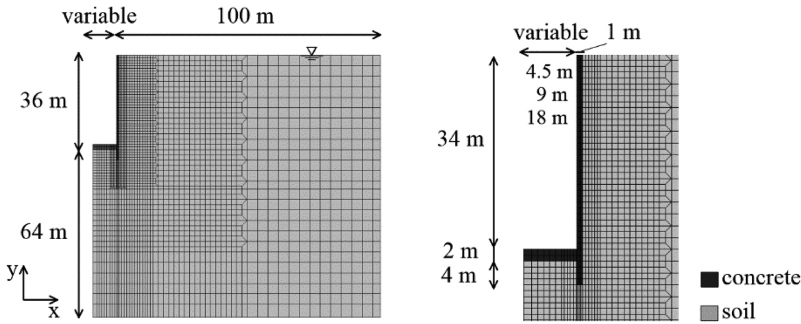 variable
100 m
36 m
64 m
y
x
variable
1 m
4.5 m
9 m
18 m
34 m
2 m
4 m
concrete
soil